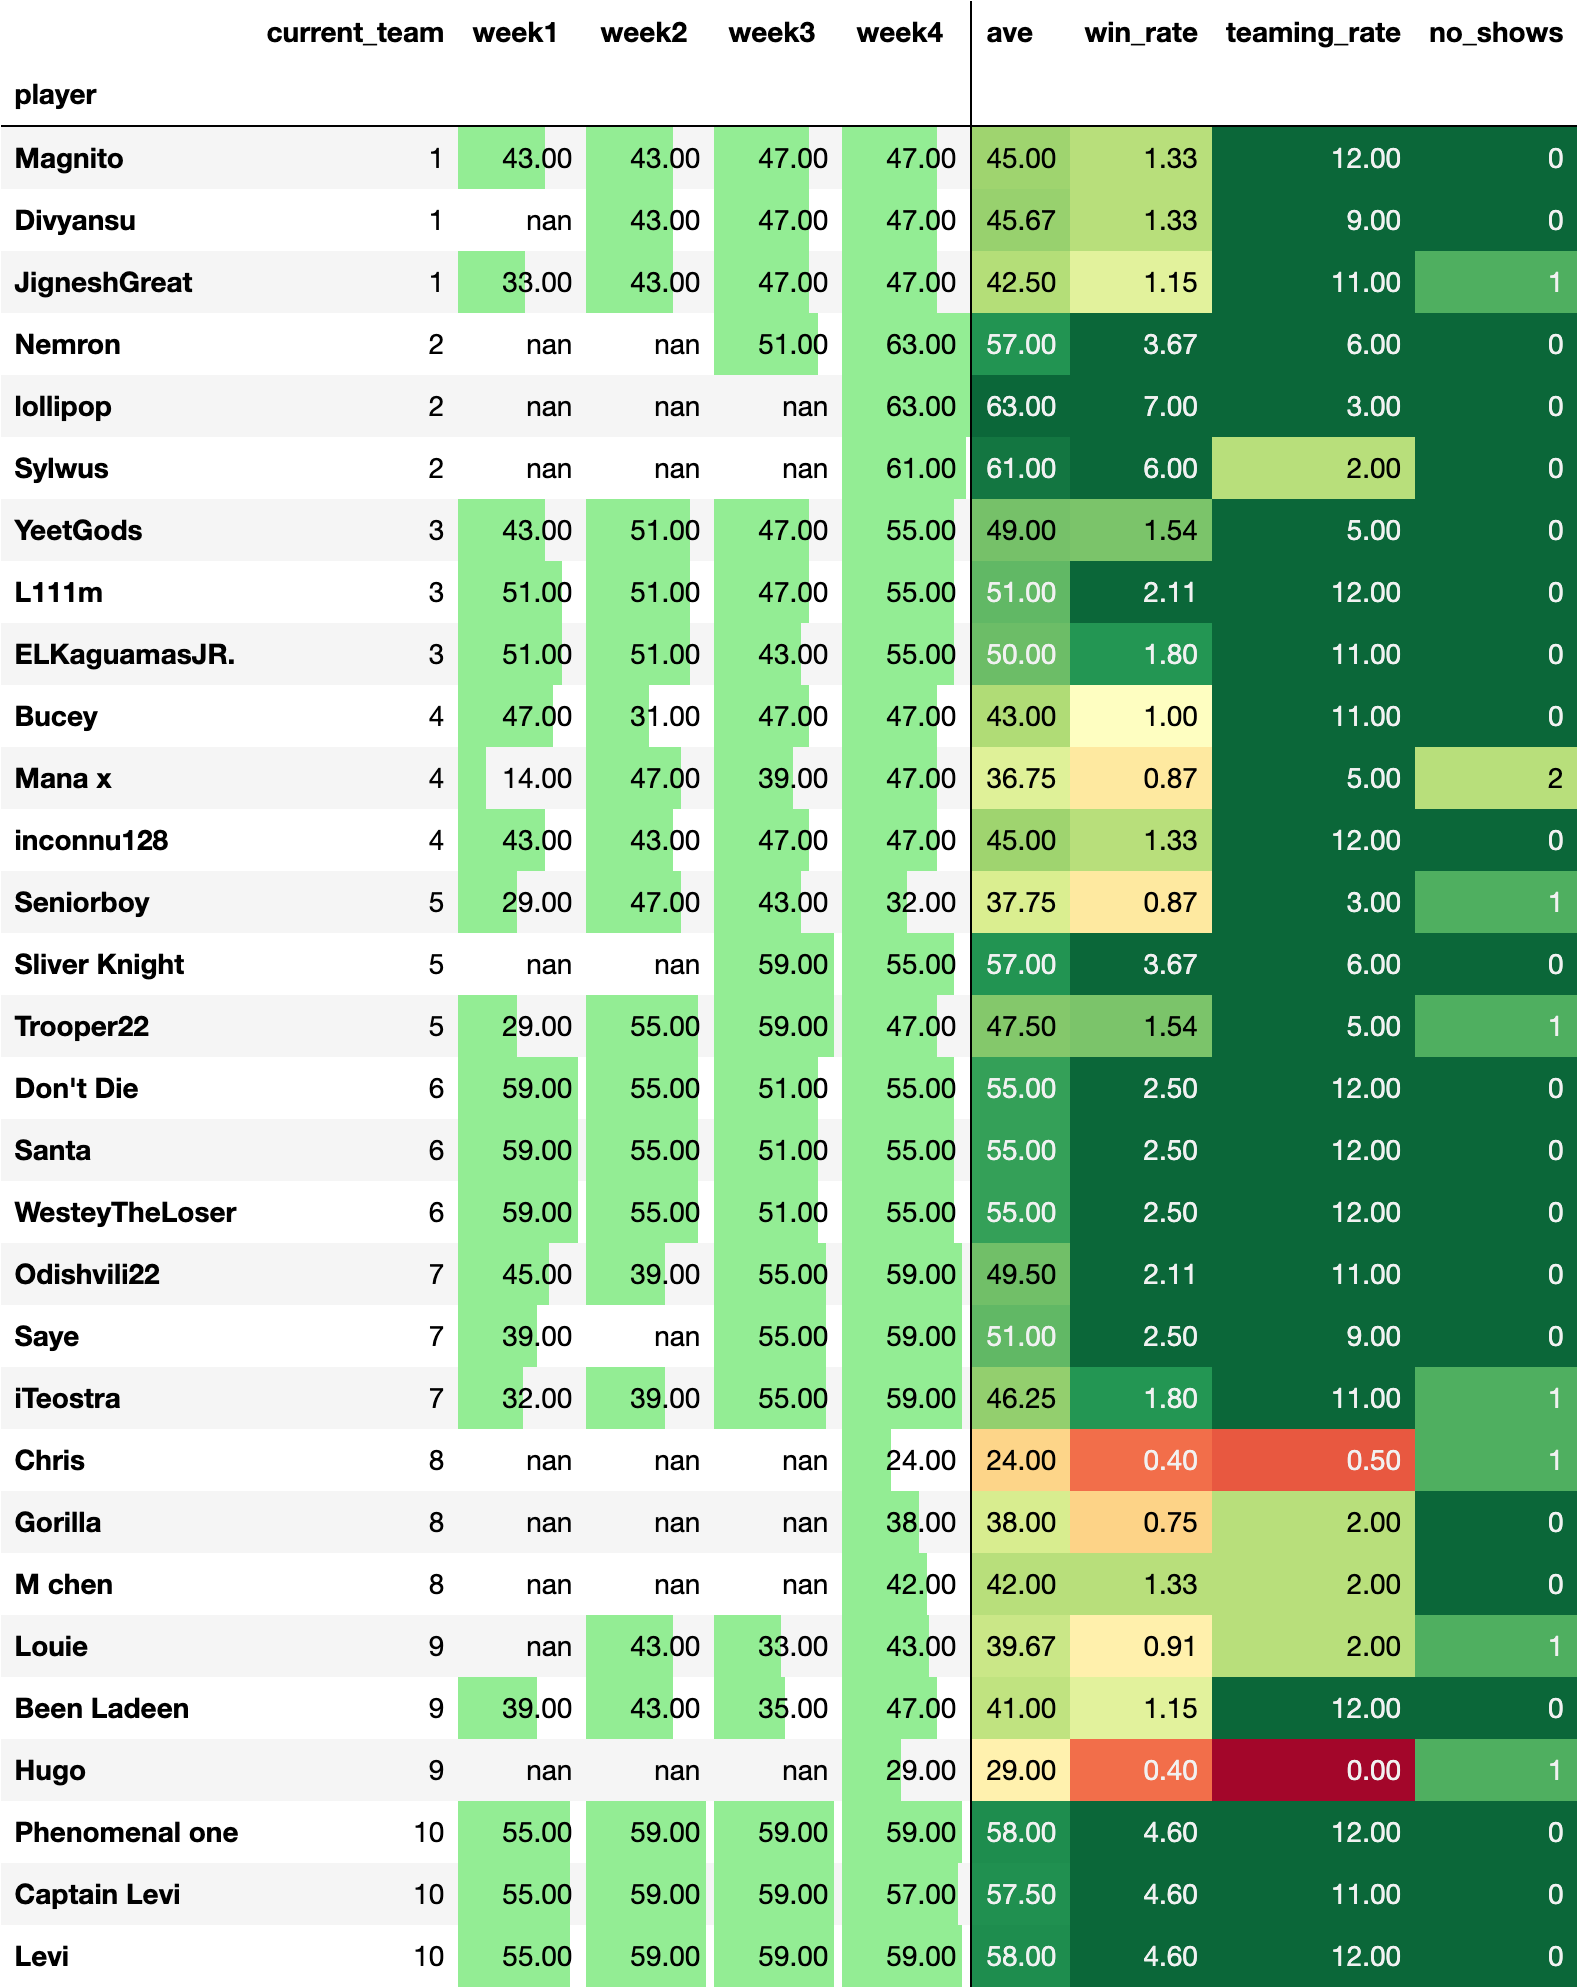 current_team week1 week2 week3 week4 ave win_rate teaming_rate no_shows
player
Magnito 1 43.00 43.00 47.00 47.00 45.00 1.33 12.00 0
Divyansu 1 nan 43.00 47.00 47.00 45.67 1.33 9.00 0
JigneshGreat 1 33.00 43.00 47.00 47.00 42.50 1.15 11.00 1
Nemron 2 nan nan 51.00 63.00 57.00 3.67 6.00 0
lollipop 2 nan nan nan 63.00 63.00 7.00 3.00 0
Sylwus 2 nan nan nan 61.00 61.00 6.00 2.00 0
YeetGods 3 43.00 51.00 47.00 55.00 49.00 1.54 5.00 0
L111m 3 51.00 51.00 47.00 55.00 51.00 2.11 12.00 0
ELKaguamasJR. 3 51.00 51.00 43.00 55.00 50.00 1.80 11.00 0
Bucey 4 47.00 31.00 47.00 47.00 43.00 1.00 11.00 0
Mana x 4 14.00 47.00 39.00 47.00 36.75 0.87 5.00 2
inconnu128 4 43.00 43.00 47.00 47.00 45.00 1.33 12.00 0
Seniorboy 5 29.00 47.00 43.00 32.00 37.75 0.87 3.00 1
Sliver Knight 5 nan nan 59.00 55.00 57.00 3.67 6.00 0
Trooper22 5 29.00 55.00 59.00 47.00 47.50 1.54 5.00 1
Don't Die 6 59.00 55.00 51.00 55.00 55.00 2.50 12.00 0
Santa 6 59.00 55.00 51.00 55.00 55.00 2.50 12.00 0
WesteyTheLoser 6 59.00 55.00 51.00 55.00 55.00 2.50 12.00 0
Odishvili22 7 45.00 39.00 55.00 59.00 49.50 2.11 11.00 0
Saye 7 39.00 nan 55.00 59.00 51.00 2.50 9.00 0
iTeostra 7 32.00 39.00 55.00 59.00 46.25 1.80 11.00 1
Chris 8 nan nan nan 24.00 24.00 0.40 0.50 1
Gorilla 8 nan nan nan 38.00 38.00 0.75 2.00 0
M chen 8 nan nan nan 42.00 42.00 1.33 2.00 0
Louie 9 nan 43.00 33.00 43.00 39.67 0.91 2.00 1
Been Ladeen 9 39.00 43.00 35.00 47.00 41.00 1.15 12.00 0
Hugo 9 nan nan nan 29.00 29.00 0.40 0.00 1
Phenomenal one 10 55.00 59.00 59.00 59.00 58.00 4.60 12.00 0
Captain Levi 10 55.00 59.00 59.00 57.00 57.50 4.60 11.00 0
Levi 10 55.00 59.00 59.00 59.00 58.00 4.60 12.00 0